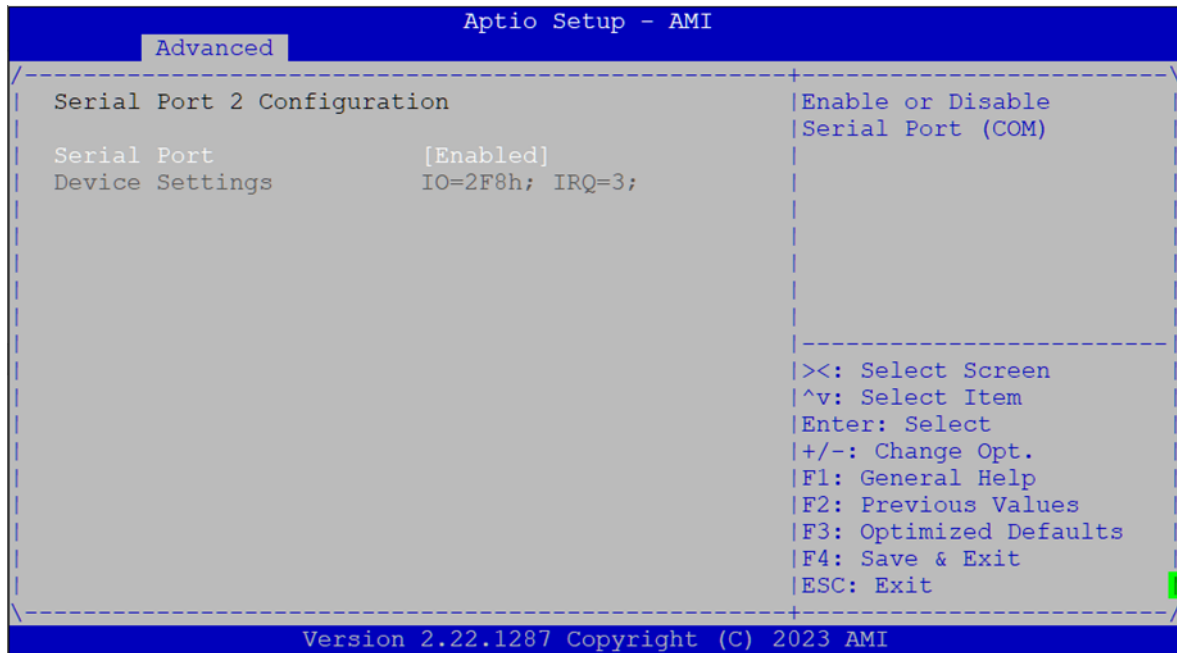 Aptio Setup - AMI
Advanced
Serial Port 2 Configuration
Serial Port [Enabled]
Device Settings IO=2F8h; IRQ=3;
Enable or Disable
Serial Port (COM)
><: Select Screen
^v: Select Item
Enter: Select
+/-: Change Opt.
F1: General Help
F2: Previous Values
F3: Optimized Defaults
F4: Save & Exit
ESC: Exit
Version 2.22.1287 Copyright (C) 2023 AMI